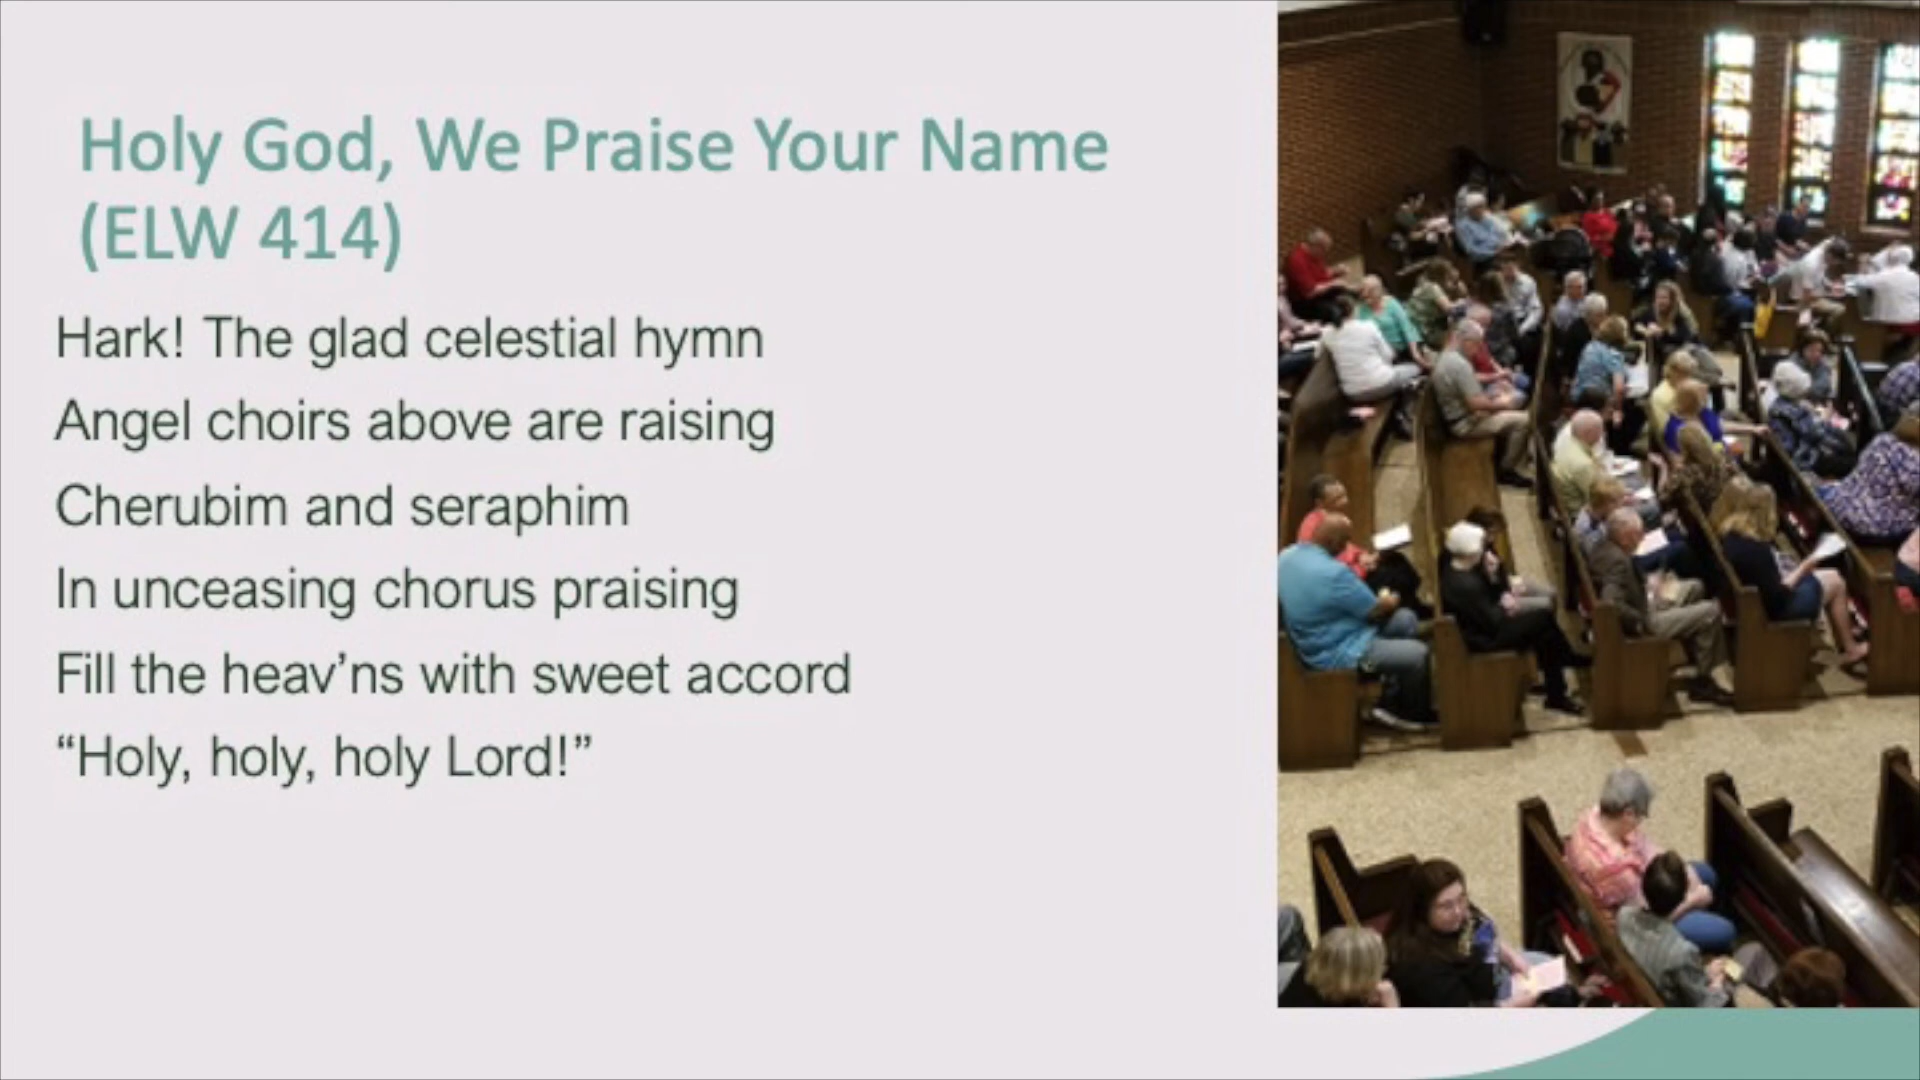 Holy God, We Praise Your Name
(ELW 414)
Hark! The glad celestial hymn
Angel choirs above are raising
Cherubim and seraphim
In unceasing chorus praising
Fill the heav’ns with sweet accord
“Holy, holy, holy Lord!”